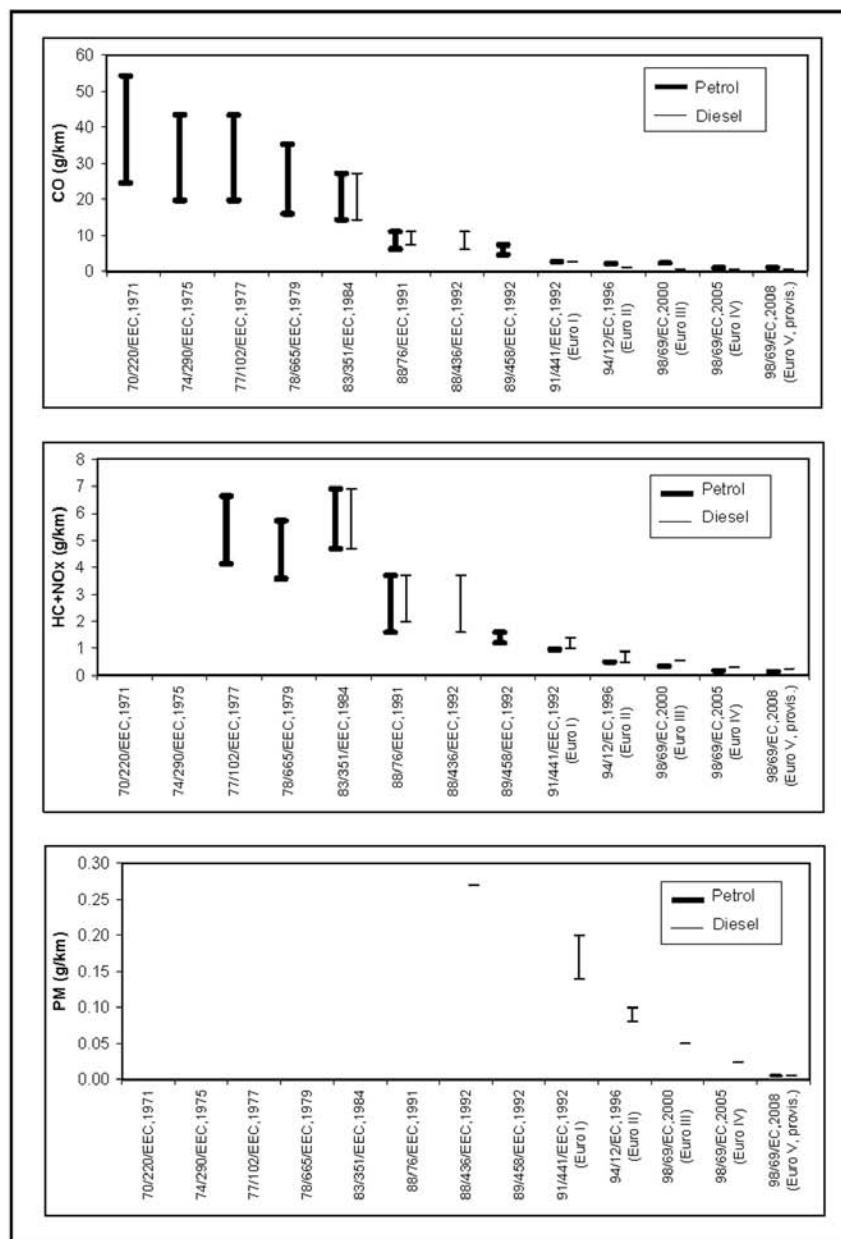 60
50
40
30
20
10
0
CO (g/km)
Petrol
Diesel
70/220/EEC,1971
74/290/EEC,1975
77/102/EEC,1977
78/665/EEC,1979
83/351/EEC,1984
88/76/EEC,1991
88/436/EEC,1992
89/458/EEC,1992
91/441/EEC,1992
(Euro I)
94/12/EC,1996
(Euro II)
98/69/EC,2000
(Euro III)
98/69/EC,2005
(Euro IV)
98/69/EC,2008
(Euro V, provis.)
8
7
6
5
4
3
2
1
0
HC+NOx (g/km)
Petrol
Diesel
70/220/EEC,1971
74/290/EEC,1975
77/102/EEC,1977
78/665/EEC,1979
83/351/EEC,1984
88/76/EEC,1991
88/436/EEC,1992
89/458/EEC,1992
91/441/EEC,1992
(Euro I)
94/12/EC,1996
(Euro II)
98/69/EC,2000
(Euro III)
98/69/EC,2005
(Euro IV)
98/69/EC,2008
(Euro V, provis.)
0.30
0.25
0.20
0.15
0.10
0.05
0.00
PM (g/km)
Petrol
Diesel
70/220/EEC,1971
74/290/EEC,1975
77/102/EEC,1977
78/665/EEC,1979
83/351/EEC,1984
88/76/EEC,1991
88/436/EEC,1992
89/458/EEC,1992
91/441/EEC,1992
(Euro I)
94/12/EC,1996
(Euro II)
98/69/EC,2000
(Euro III)
98/69/EC,2005
(Euro IV)
98/69/EC,2008
(Euro V, provis.)